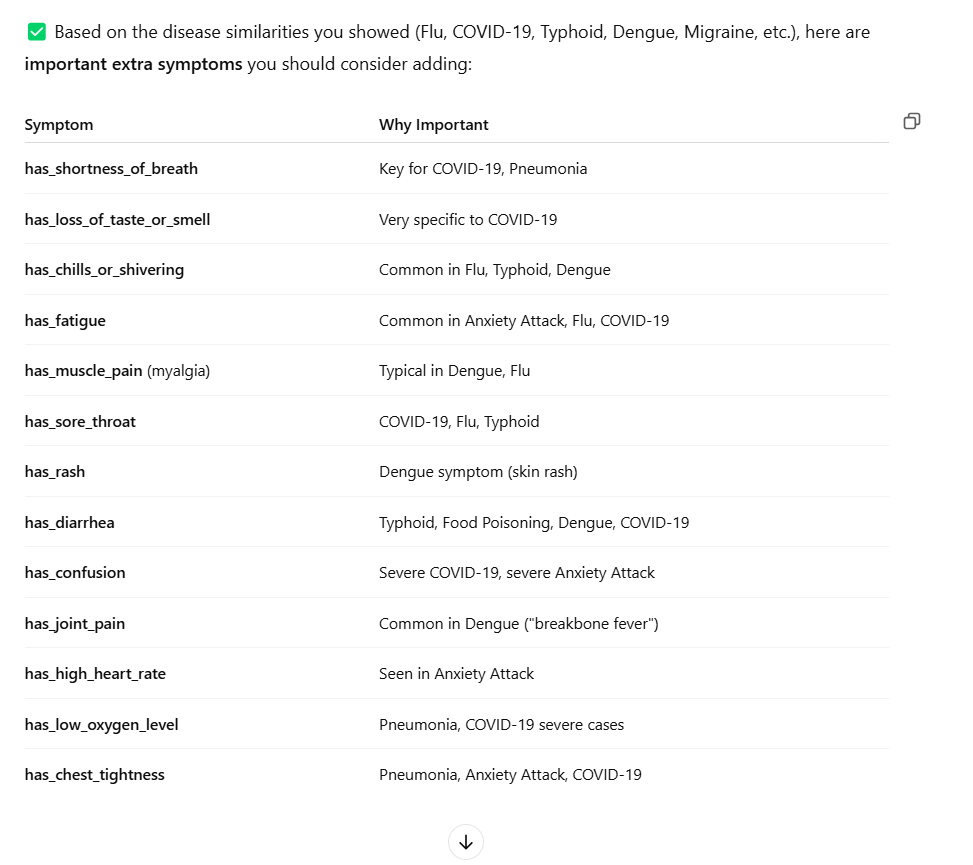 ✅ Based on the disease similarities you showed (Flu, COVID-19, Typhoid, Dengue, Migraine, etc.), here are
important extra symptoms you should consider adding:
Symptom Why Important
has_shortness_of_breath Key for COVID-19, Pneumonia
has_loss_of_taste_or_smell Very specific to COVID-19
has_chills_or_shivering Common in Flu, Typhoid, Dengue
has_fatigue Common in Anxiety Attack, Flu, COVID-19
has_muscle_pain (myalgia) Typical in Dengue, Flu
has_sore_throat COVID-19, Flu, Typhoid
has_rash Dengue symptom (skin rash)
has_diarrhea Typhoid, Food Poisoning, Dengue, COVID-19
has_confusion Severe COVID-19, severe Anxiety Attack
has_joint_pain Common in Dengue ("breakbone fever")
has_high_heart_rate Seen in Anxiety Attack
has_low_oxygen_level Pneumonia, COVID-19 severe cases
has_chest_tightness Pneumonia, Anxiety Attack, COVID-19